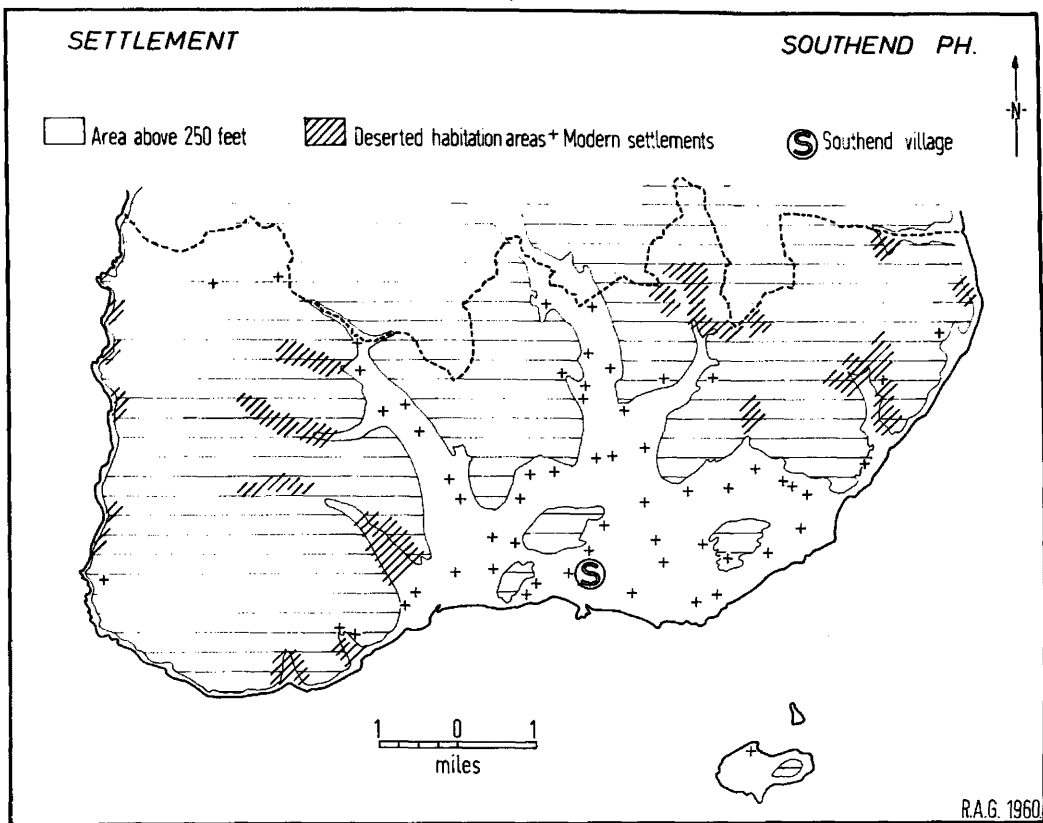 SETTLEMENT
SOUTHEND PH.
-N-
Area above 250 feet
Deserted habitation areas + Modern settlements
S Southend village
S
1 0 1
miles
R.A.G. 1960